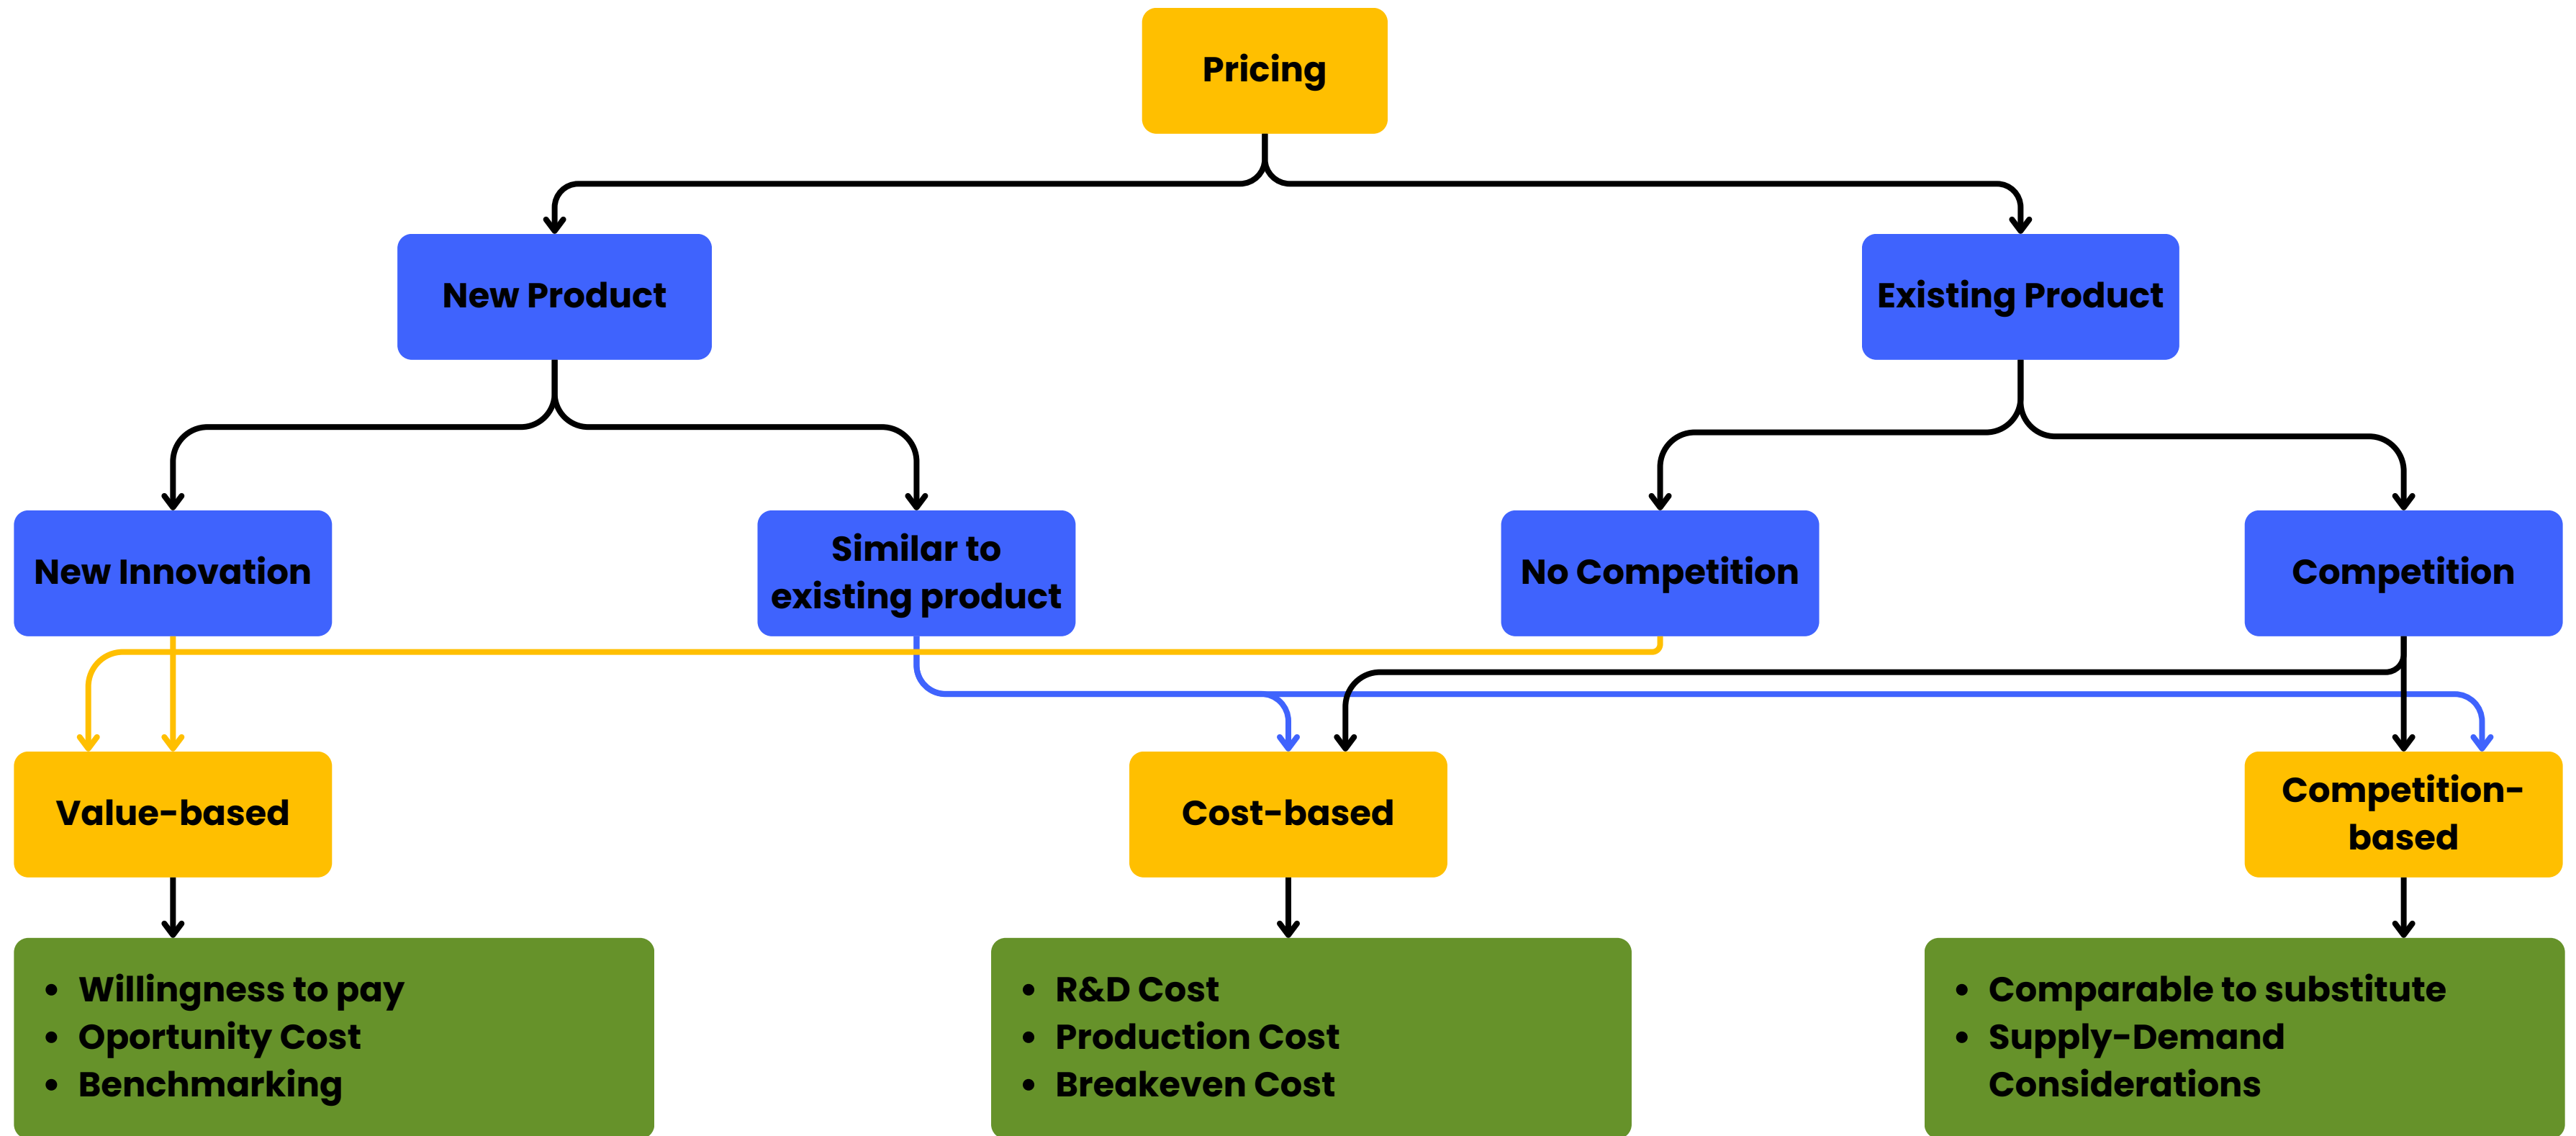 Pricing
New Product
Existing Product
New Innovation
Similar to
existing product
No Competition
Competition
Value-based
Cost-based
Competition-
based
• Willingness to pay
• Oportunity Cost
• Benchmarking
• R&D Cost
• Production Cost
• Breakeven Cost
• Comparable to substitute
• Supply-Demand
Considerations